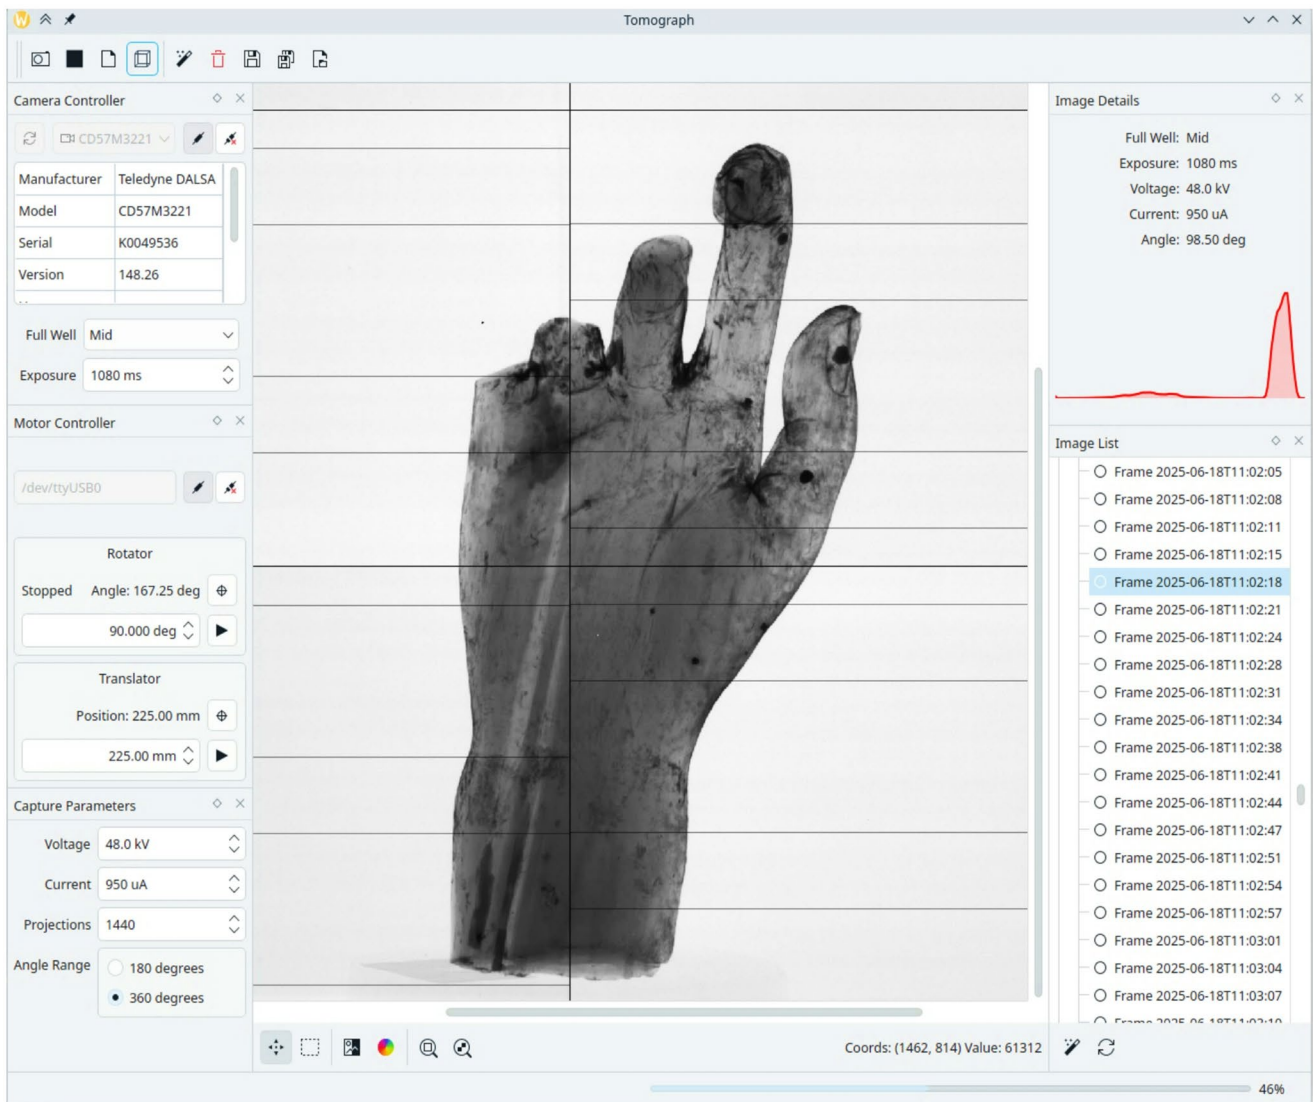 Tomograph
Camera Controller
CD57M3221
Manufacturer Teledyne DALSA
Model CD57M3221
Serial K0049536
Version 148.26
Full Well Mid
Exposure 1080 ms
Motor Controller
/dev/ttyUSB0
Rotator
Stopped Angle: 167.25 deg
90.000 deg
Translator
Position: 225.00 mm
225.00 mm
Capture Parameters
Voltage 48.0 kV
Current 950 uA
Projections 1440
Angle Range 180 degrees
360 degrees
Coords: (1462, 814) Value: 61312
Image Details
Full Well: Mid
Exposure: 1080 ms
Voltage: 48.0 kV
Current: 950 uA
Angle: 98.50 deg
Image List
Frame 2025-06-18T11:02:05
Frame 2025-06-18T11:02:08
Frame 2025-06-18T11:02:11
Frame 2025-06-18T11:02:15
Frame 2025-06-18T11:02:18
Frame 2025-06-18T11:02:21
Frame 2025-06-18T11:02:24
Frame 2025-06-18T11:02:28
Frame 2025-06-18T11:02:31
Frame 2025-06-18T11:02:34
Frame 2025-06-18T11:02:38
Frame 2025-06-18T11:02:41
Frame 2025-06-18T11:02:44
Frame 2025-06-18T11:02:47
Frame 2025-06-18T11:02:51
Frame 2025-06-18T11:02:54
Frame 2025-06-18T11:02:57
Frame 2025-06-18T11:03:01
Frame 2025-06-18T11:03:04
Frame 2025-06-18T11:03:07
46%